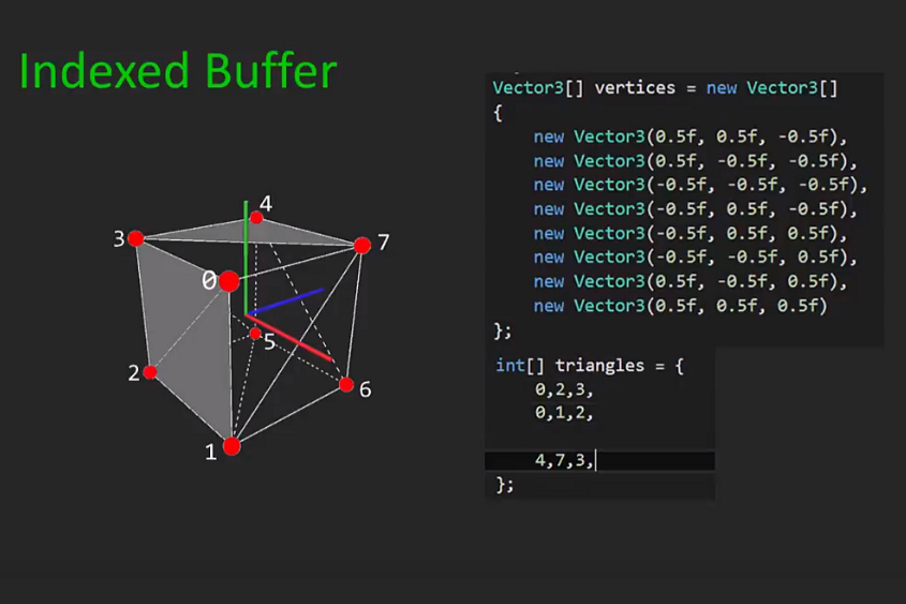 Indexed Buffer
Vector3[] vertices = new Vector3[]
{
new Vector3(0.5f, 0.5f, -0.5f),
new Vector3(0.5f, -0.5f, -0.5f),
new Vector3(-0.5f, -0.5f, -0.5f),
new Vector3(-0.5f, 0.5f, -0.5f),
new Vector3(-0.5f, 0.5f, 0.5f),
new Vector3(-0.5f, -0.5f, 0.5f),
new Vector3(0.5f, -0.5f, 0.5f),
new Vector3(0.5f, 0.5f, 0.5f)
};
int[] triangles = {
0,2,3,
0,1,2,
4,7,3,
};
4
3
7
0
5
2
6
1